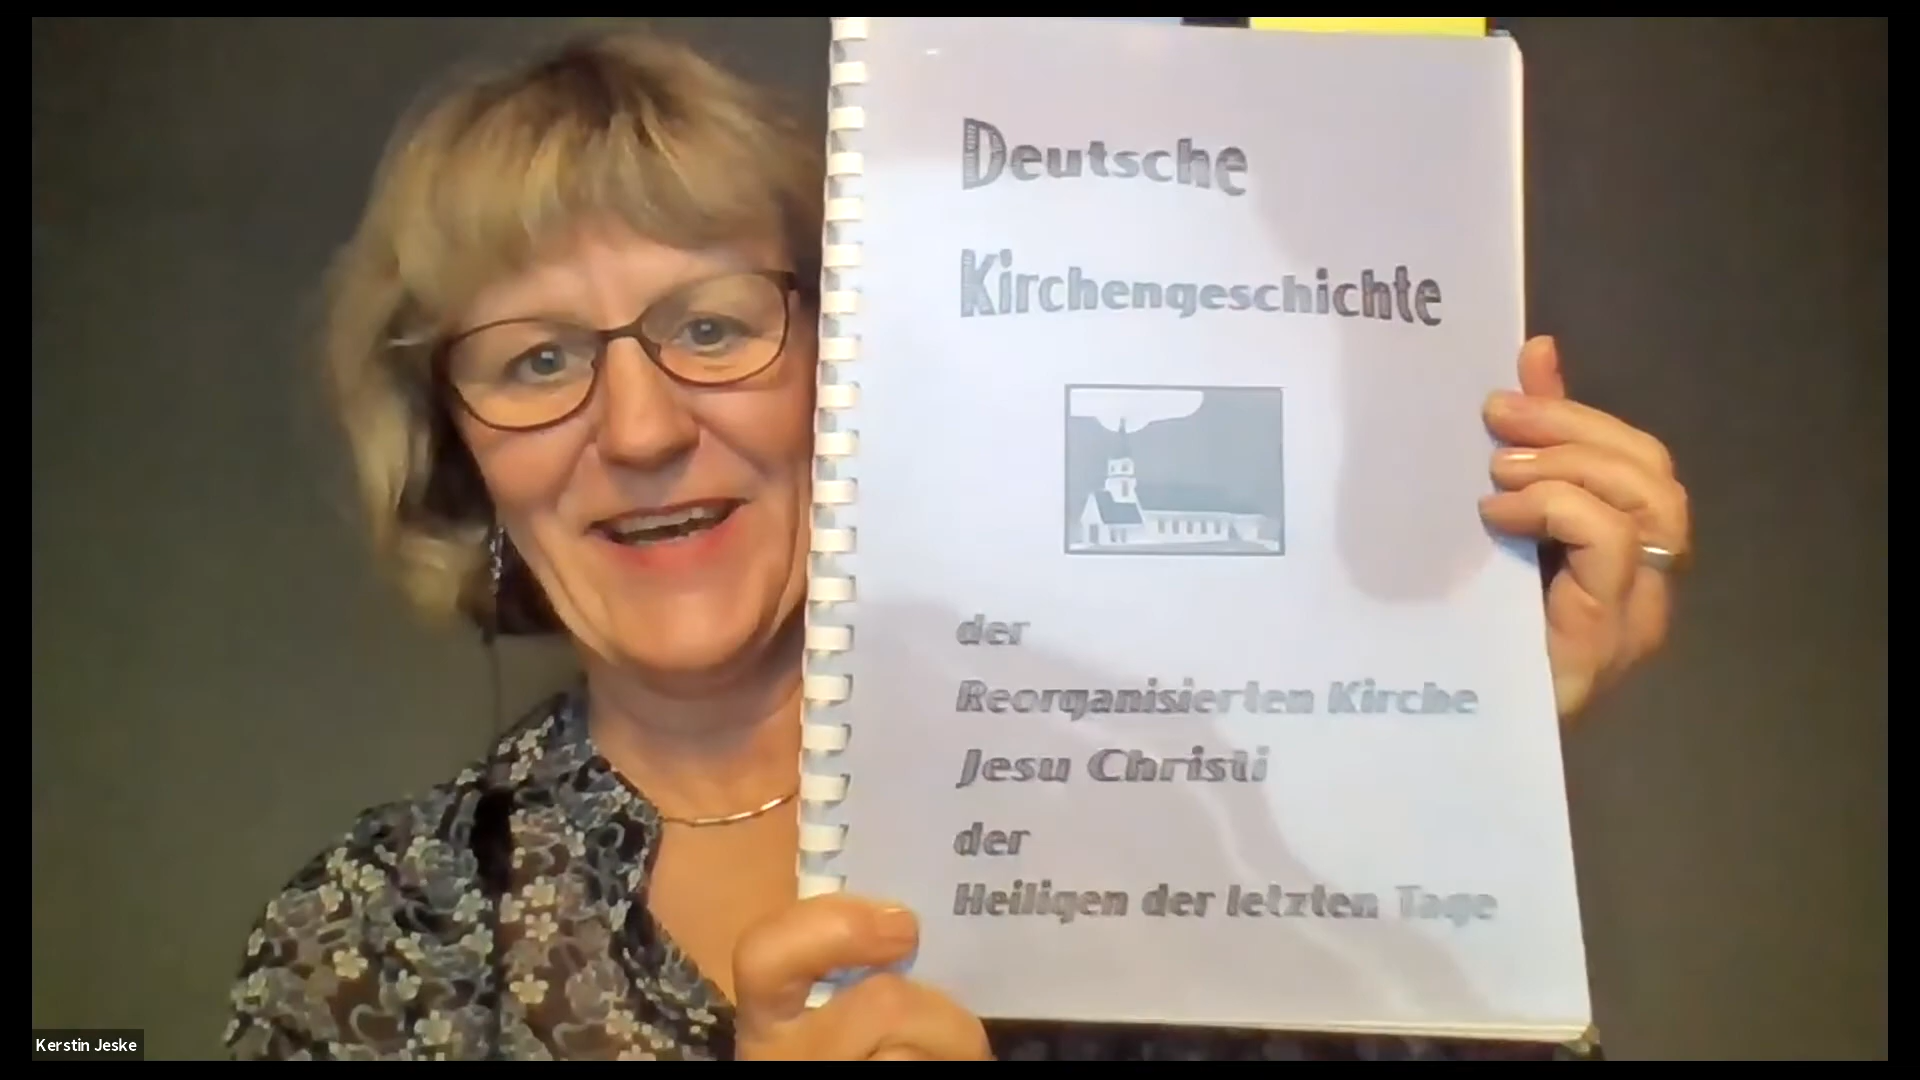 Deutsche
Kirchengeschichte
der
Reorganisierten Kirche
Jesu Christi
der
Heiligen der letzten Tage
Kerstin Jeske